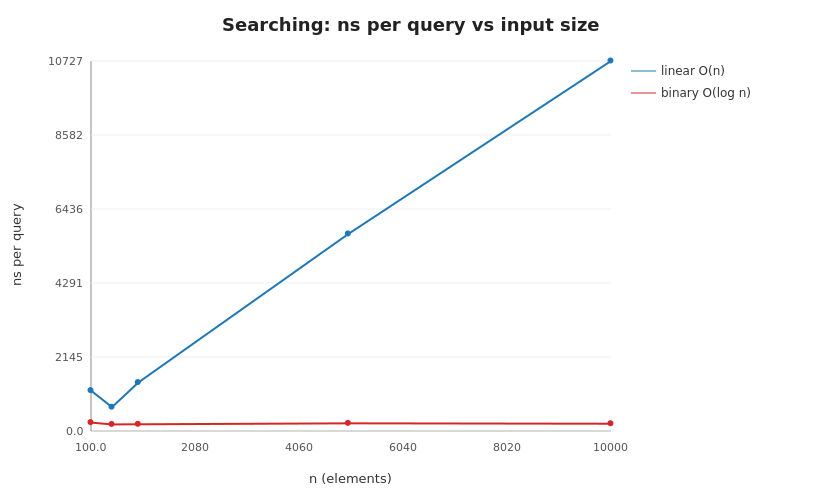 Searching: ns per query vs input size
10727
8582
6436
4291
2145
0.0
ns per query
100.0 2080 4060 6040 8020 10000
n (elements)
linear O(n)
binary O(log n)